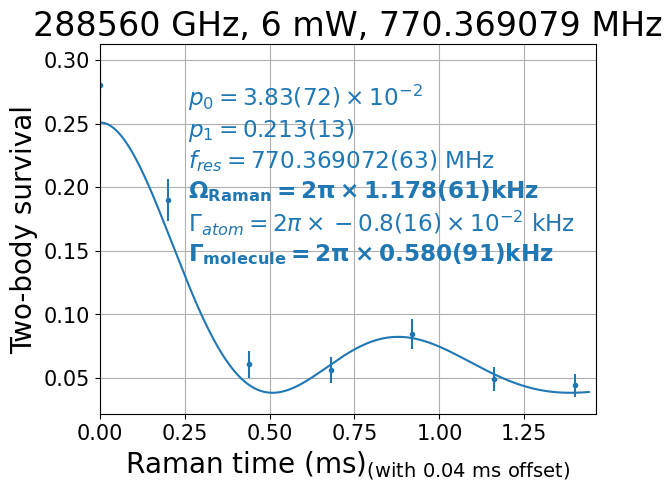 288560 GHz, 6 mW, 770.369079 MHz
Two-body survival
0.30
0.25
0.20
0.15
0.10
0.05
p₀ = 3.83(72) × 10⁻²
p₁ = 0.213(13)
f_res = 770.369072(63) MHz
Ω_Raman = 2π × 1.178(61)kHz
Γ_atom = 2π × −0.8(16) × 10⁻² kHz
Γ_molecule = 2π × 0.580(91)kHz
0.00 0.25 0.50 0.75 1.00 1.25
Raman time (ms)(with 0.04 ms offset)